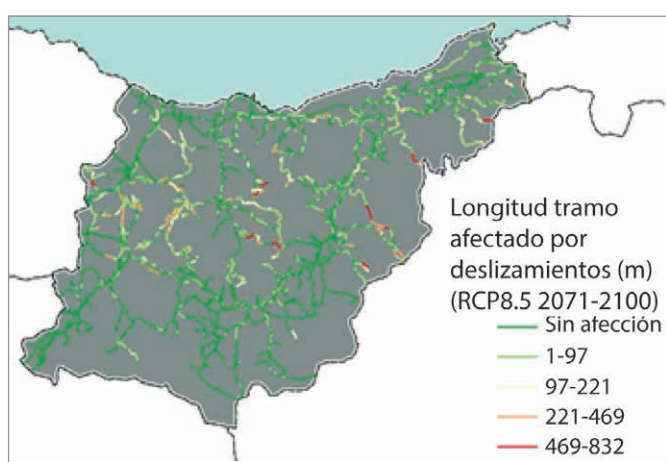 Longitud tramo
afectado por
deslizamientos (m)
(RCP8.5 2071-2100)
Sin afección
1-97
97-221
221-469
469-832